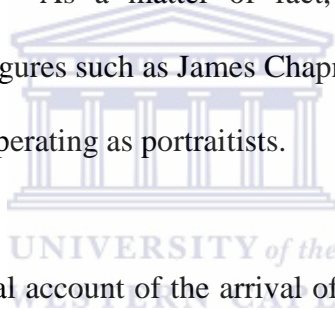 As a matter of fact,
gures such as James Chapr
perating as portraitists.
UNIVERSITY of the
al account of the arrival of
WESTERN CAPE